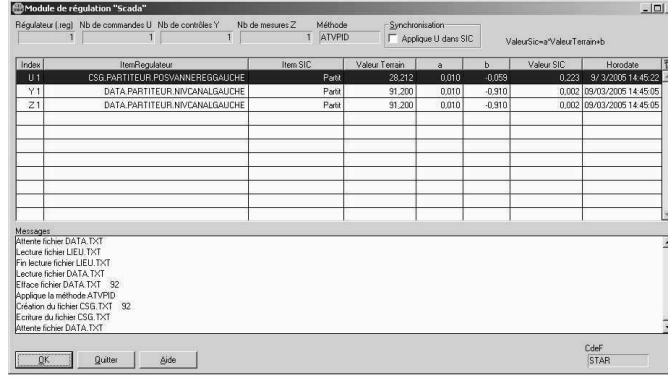 Module de régulation "Scada"
Régulateur (.reg) Nb de commandes U Nb de contrôles Y Nb de mesures Z Méthode Synchronisation
1 1 1 1 ATVPID Applique U dans SIC ValeurSic=a*ValeurTerrain+b
Index ItemRegulateur Item SIC Valeur Terrain a b Valeur SIC Horodate
U 1 CSG.PARTITEUR.POSVANNEREGGAUCHE Partit 28,212 0,010 -0,059 0,223 9/ 3/2005 14:45:22
Y 1 DATA.PARTITEUR.NIVCANALGAUCHE Partit 91,200 0,010 -0,910 0,002 09/03/2005 14:45:05
Z 1 DATA.PARTITEUR.NIVCANALGAUCHE Partit 91,200 0,010 -0,910 0,002 09/03/2005 14:45:05
Messages
Attente fichier DATA.TXT
Lecture fichier LIEU.TXT
Fin lecture fichier LIEU.TXT
Lecture fichier DATA.TXT
Efface fichier DATA.TXT 92
Applique la méthode ATVPID
Création du fichier CSG.TXT 92
Ecriture du fichier CSG.TXT
Attente fichier DATA.TXT
CdeF
OK Quitter Aide STAR